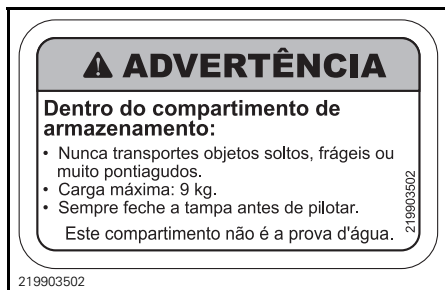 ⚠ ADVERTÊNCIA
Dentro do compartimento de
armazenamento:
• Nunca transportes objetos soltos, frágeis ou
muito pontiagudos.
• Carga máxima: 9 kg.
• Sempre feche a tampa antes de pilotar.
Este compartimento não é a prova d'água.
219903502
219903502